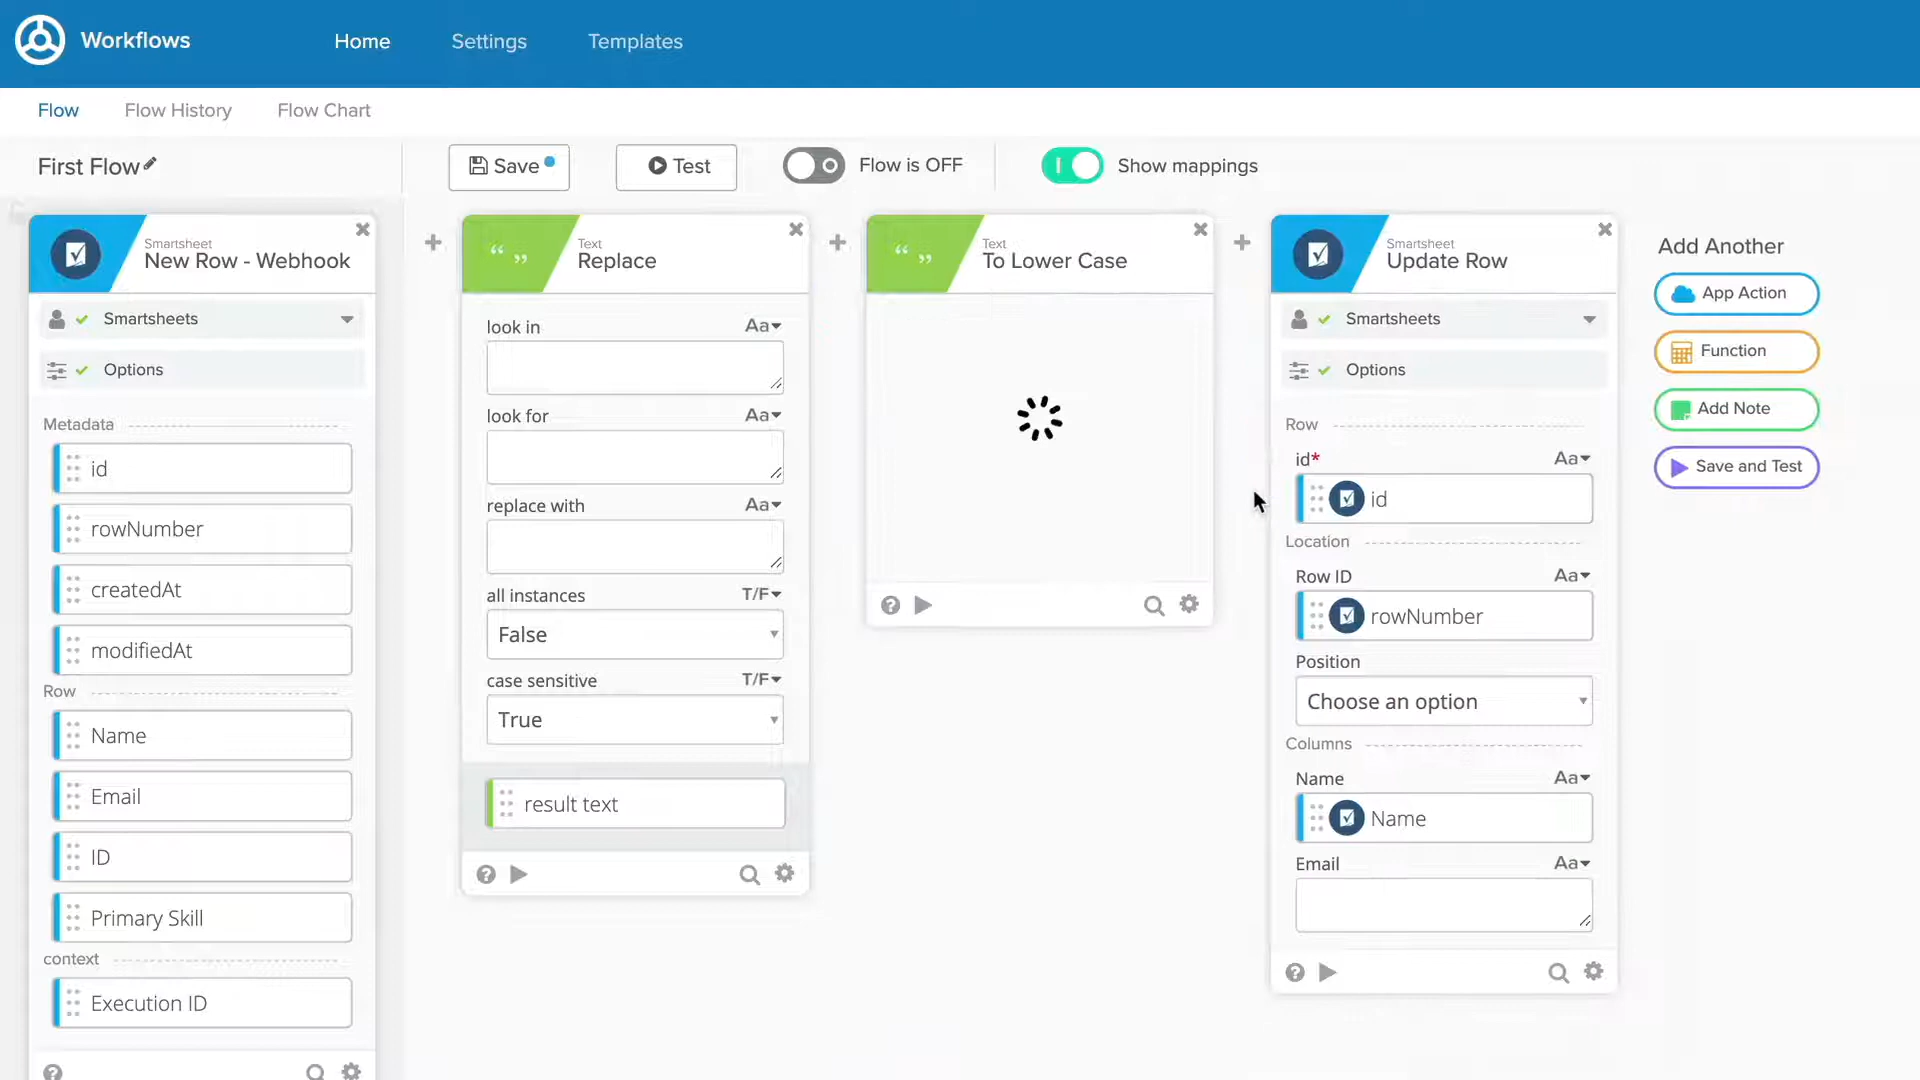 Workflows
Home
Settings
Templates
Flow
Flow History
Flow Chart
First Flow
Save
Test
Flow is OFF
Show mappings
Smartsheet
New Row - Webhook
Smartsheets
Options
Metadata
id
rowNumber
createdAt
modifiedAt
Row
Name
Email
ID
Primary Skill
context
Execution ID
Text
Replace
look in
Aa
look for
Aa
replace with
Aa
all instances
T/F
False
case sensitive
T/F
True
result text
Text
To Lower Case
Smartsheet
Update Row
Smartsheets
Options
Row
id*
Aa
id
Location
Row ID
Aa
rowNumber
Position
Choose an option
Columns
Name
Aa
Name
Email
Aa
Add Another
App Action
Function
Add Note
Save and Test